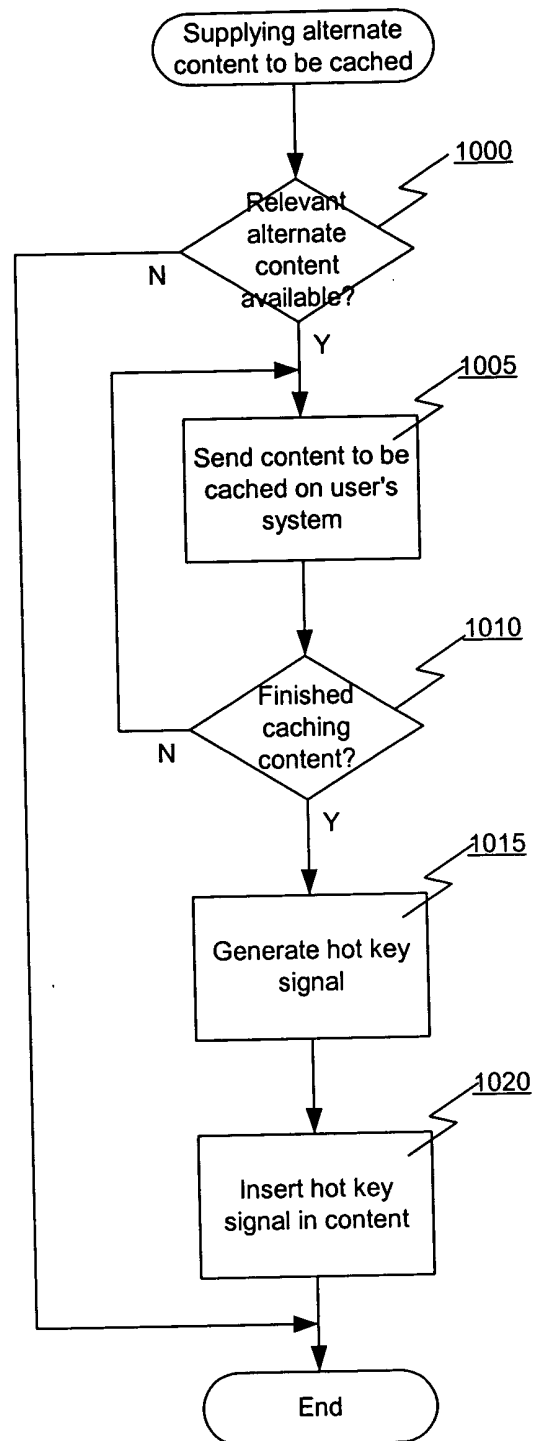 Supplying alternate
content to be cached
1000
Relevant
alternate
content
available?
N
Y
1005
Send content to be
cached on user's
system
1010
Finished
caching
content?
N
Y
1015
Generate hot key
signal
1020
Insert hot key
signal in content
End